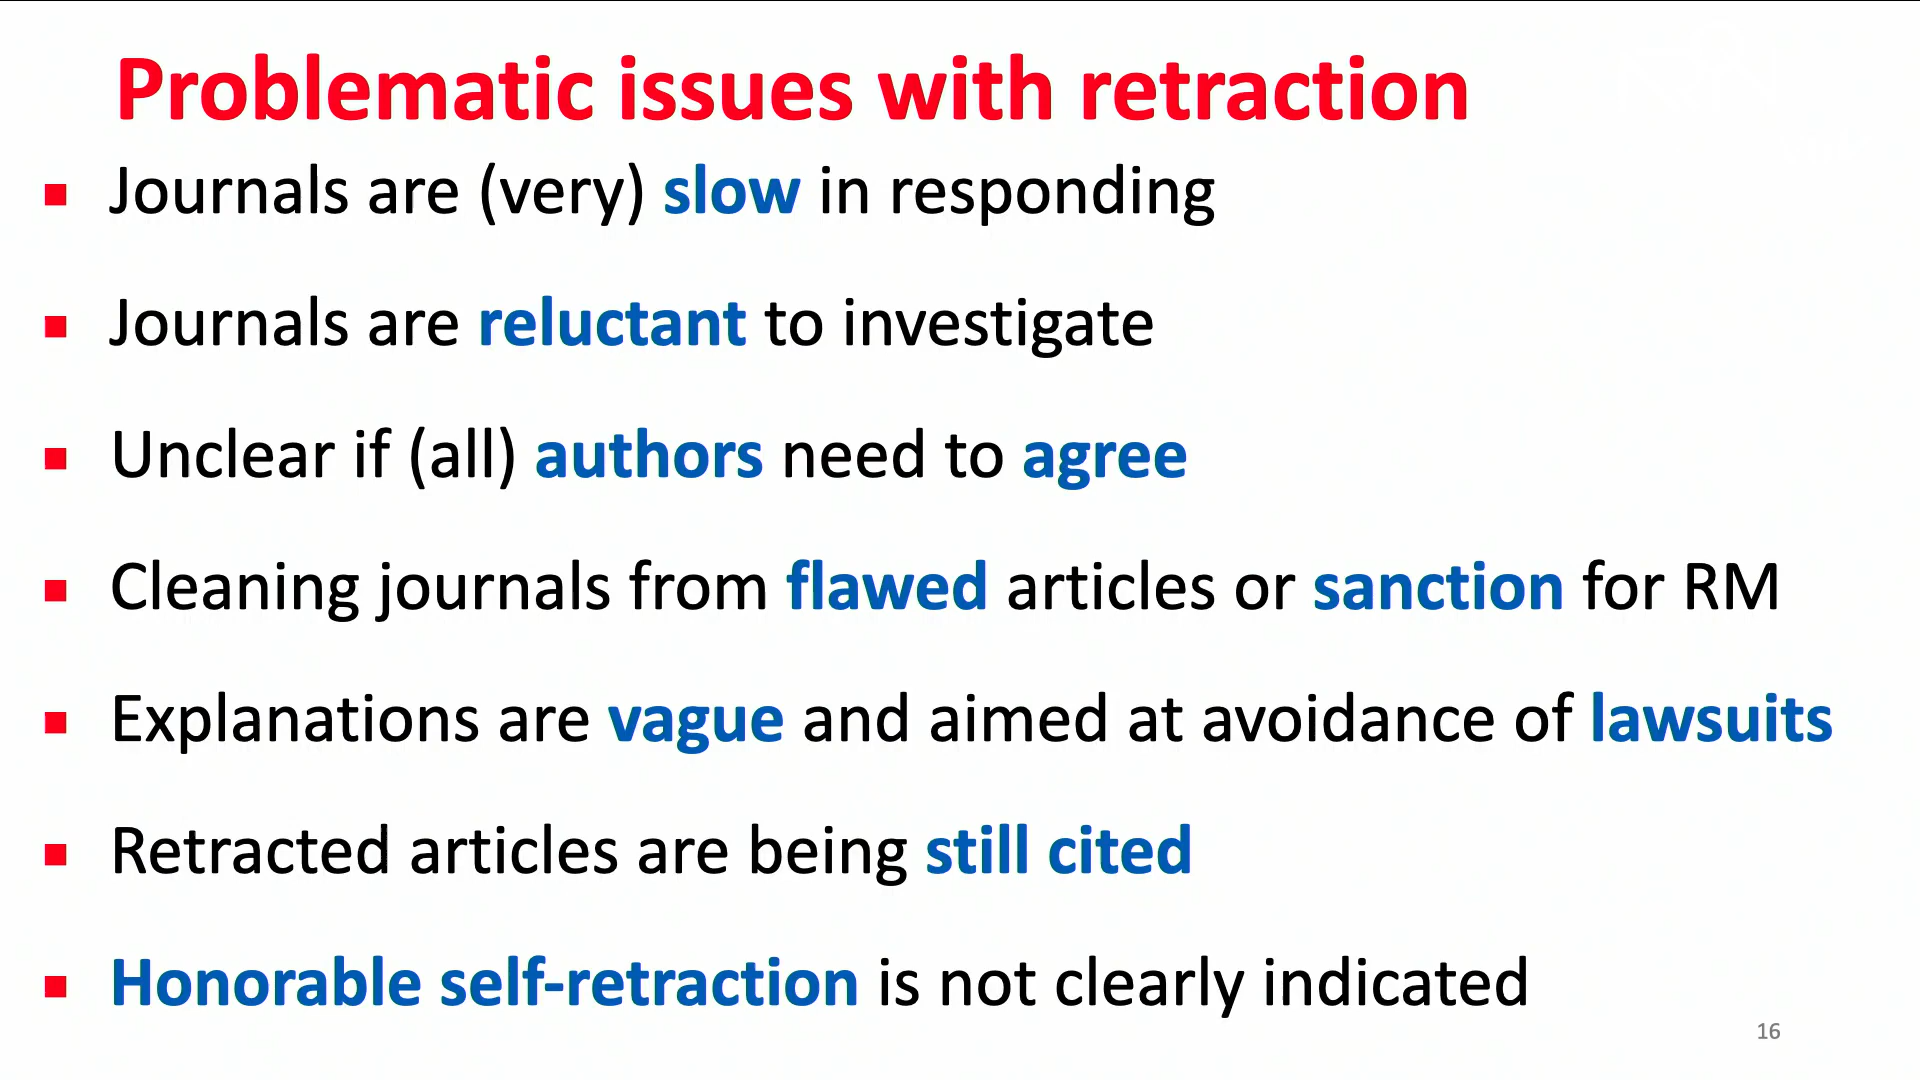 Problematic issues with retraction
▪ Journals are (very) slow in responding
▪ Journals are reluctant to investigate
▪ Unclear if (all) authors need to agree
▪ Cleaning journals from flawed articles or sanction for RM
▪ Explanations are vague and aimed at avoidance of lawsuits
▪ Retracted articles are being still cited
▪ Honorable self-retraction is not clearly indicated
16